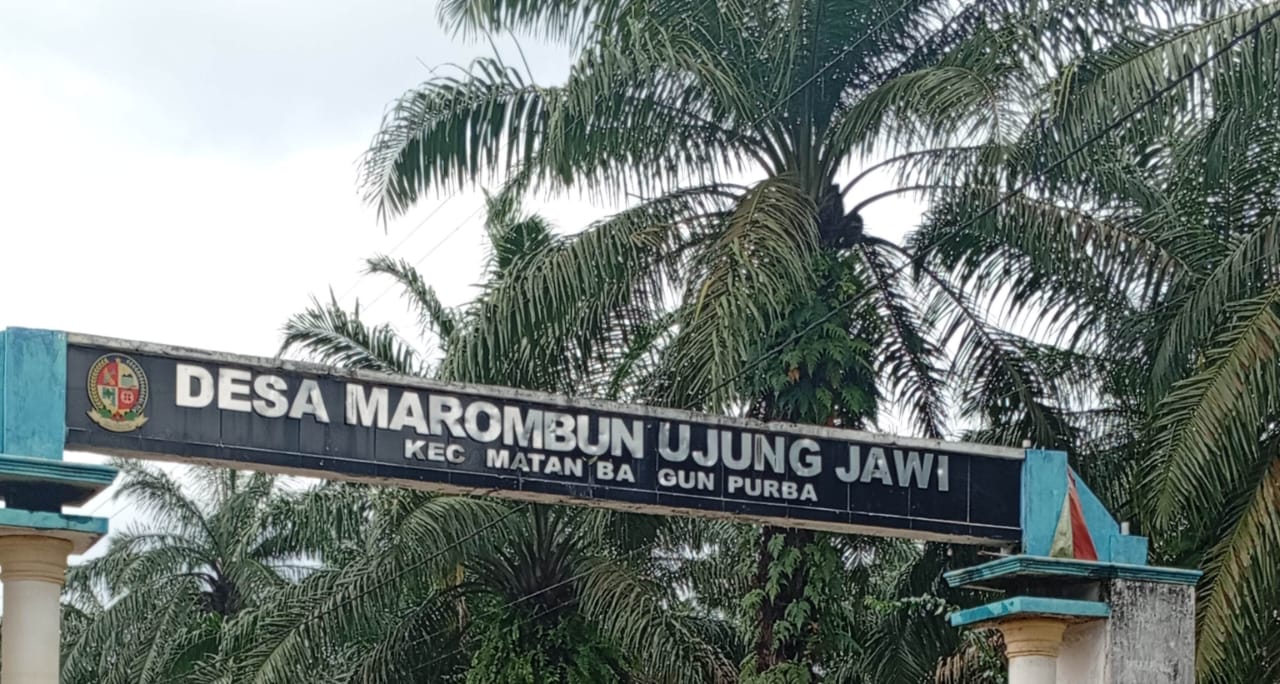 DESA MAROMBUN UJUNG JAWI
KEC MATAN BA GUN PURBA